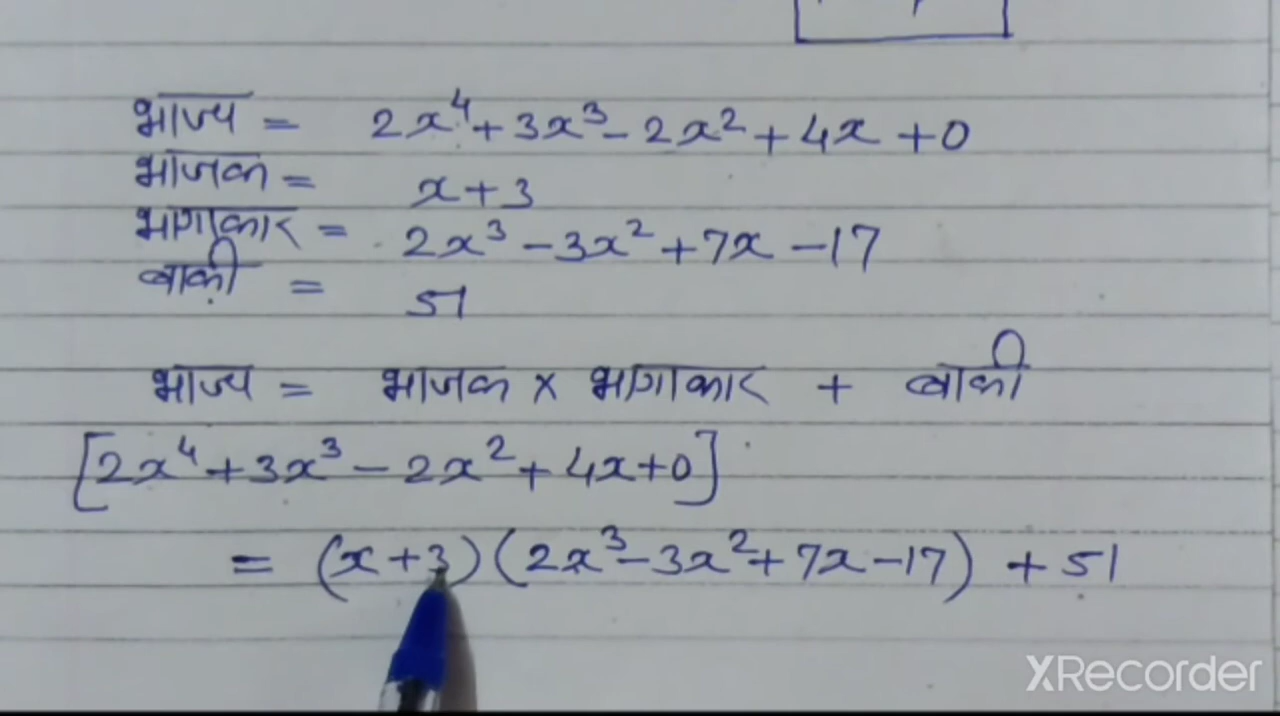 भाज्य = 2x⁴ + 3x³ - 2x² + 4x + 0
भाजक = x + 3
भागाकार = 2x³ - 3x² + 7x - 17
बाकी = 51
भाज्य = भाजक × भागाकार + बाकी
[2x⁴ + 3x³ - 2x² + 4x + 0]
= (x + 3) (2x³ - 3x² + 7x - 17) + 51
XRecorder